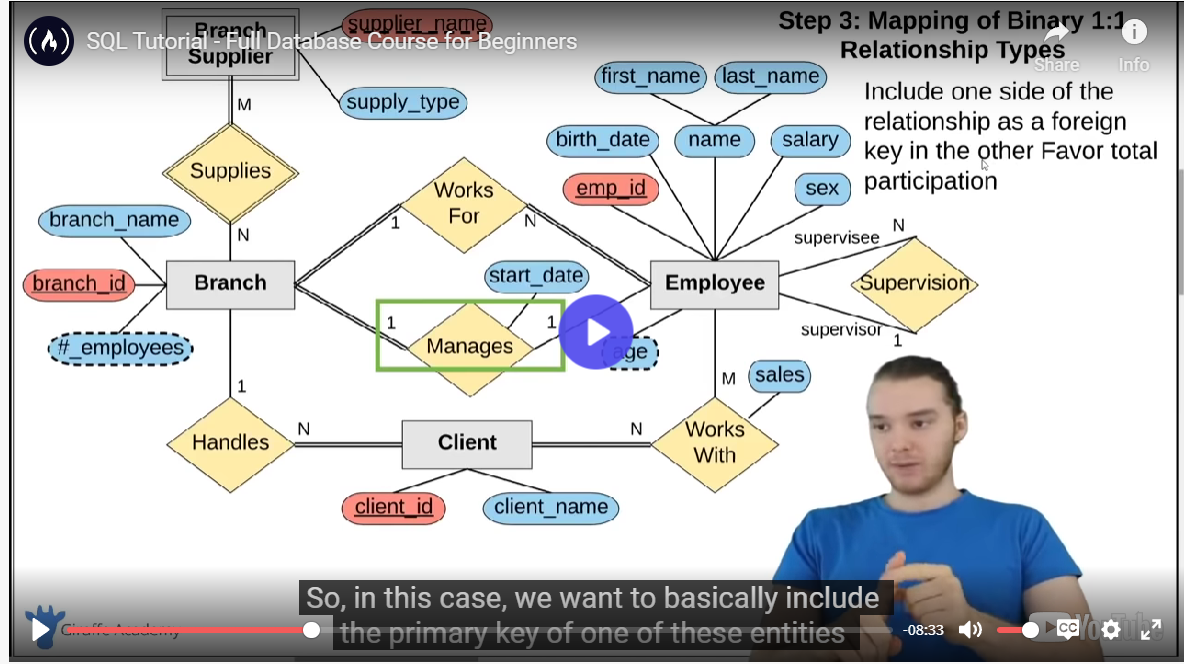 SQL Tutorial - Full Database Course for Beginners
Step 3: Mapping of Binary 1:1
Relationship Types
Share
Info
Include one side of the
relationship as a foreign
key in the other Favor total
participation
Branch
Supplier
supplier_name
supply_type
M
Supplies
N
first_name
last_name
birth_date
name
salary
emp_id
sex
branch_name
branch_id
#_employees
Branch
1
Works
For
N
start_date
1
Manages
1
Employee
age
supervisee
N
Supervision
supervisor
1
1
Handles
N
Client
N
Works
With
M
sales
client_id
client_name
So, in this case, we want to basically include
the primary key of one of these entities
Giraffe Academy
-08:33
CC
YouTube